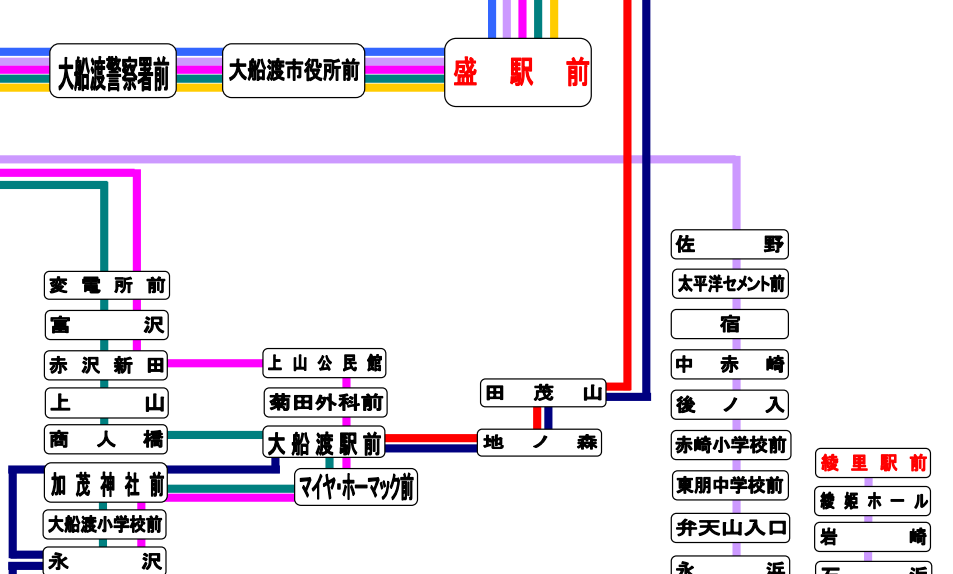 大船渡警察署前
大船渡市役所前
盛駅前
変電所前
富沢
赤沢新田
上山
商人橋
加茂神社前
大船渡小学校前
永沢
上山公民館
菊田外科前
大船渡駅前
マイヤ・ホーマック前
田茂山
地ノ森
佐野
太平洋セメント前
宿
中赤崎
後ノ入
赤崎小学校前
東朋中学校前
弁天山入口
永浜
綾里駅前
綾姫ホール
岩崎
石浜